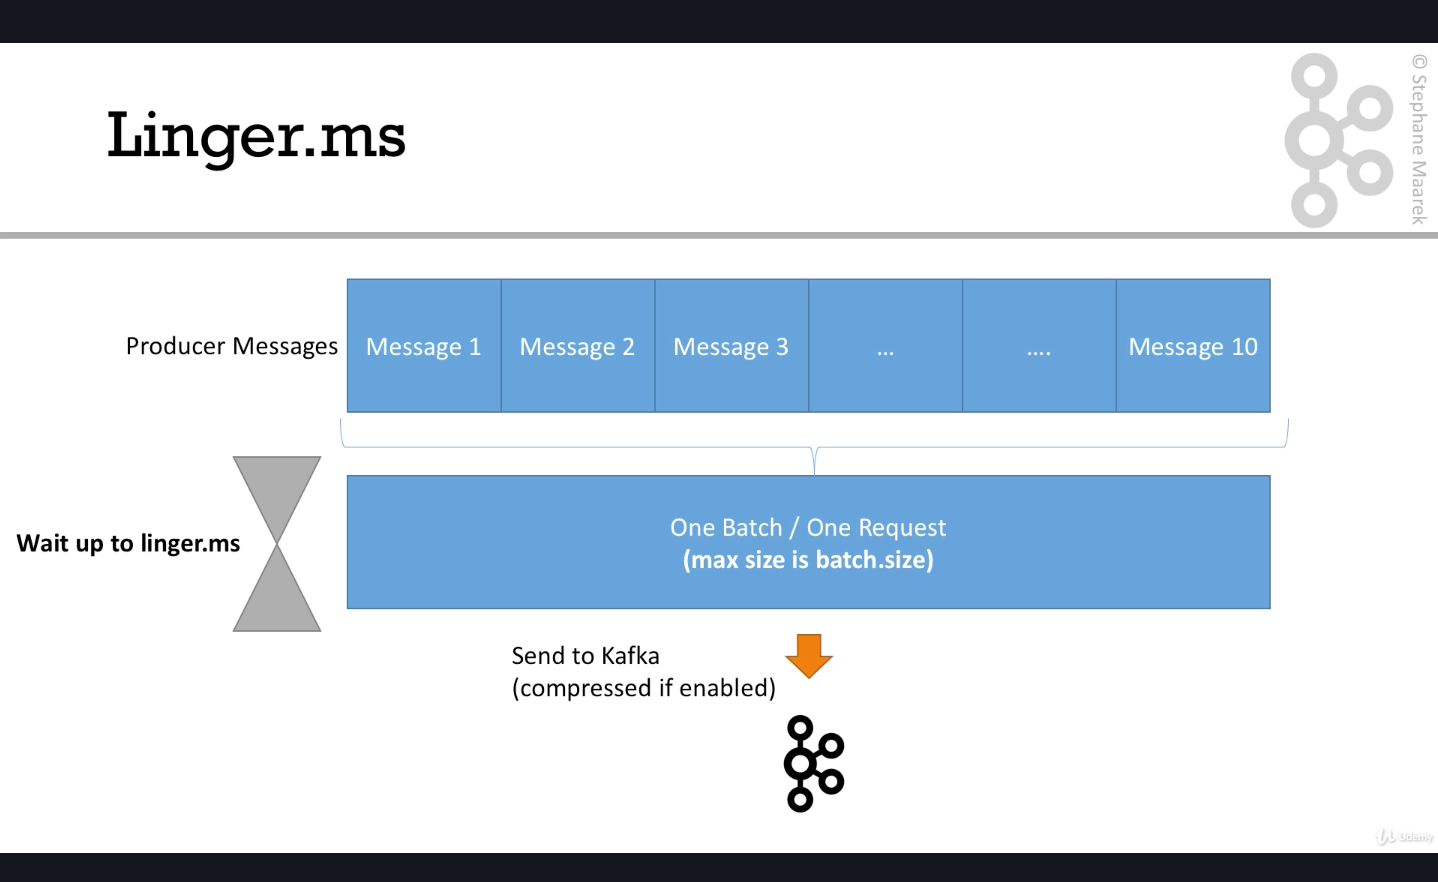 Linger.ms
© Stephane Maarek
Producer Messages
Message 1
Message 2
Message 3
...
....
Message 10
Wait up to linger.ms
One Batch / One Request
(max size is batch.size)
Send to Kafka
(compressed if enabled)
Udemy